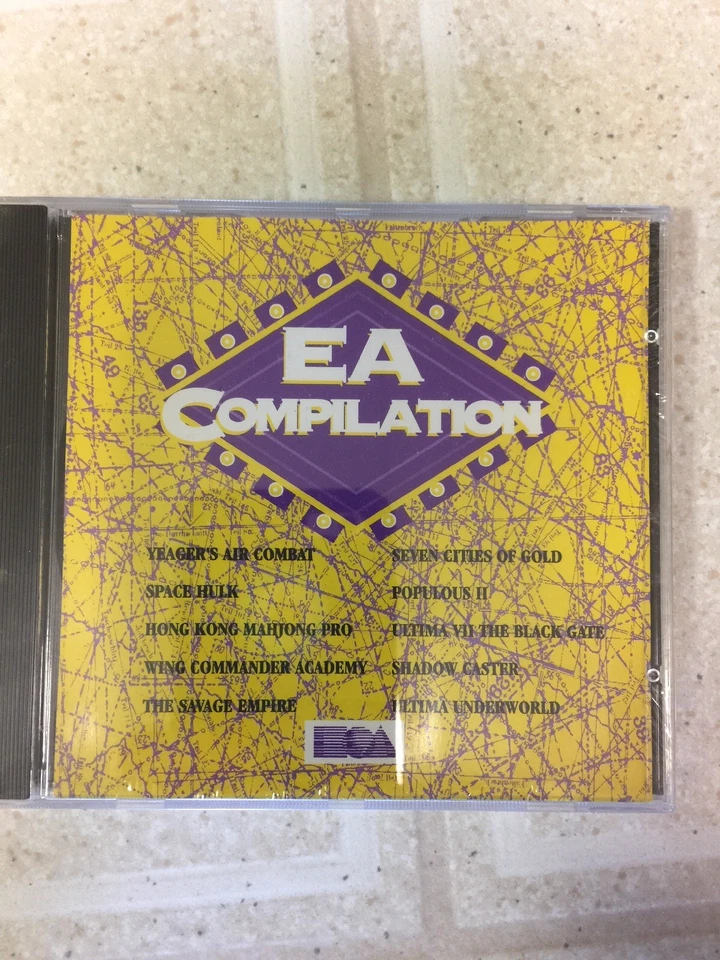 EA
COMPILATION
YEAGER'S AIR COMBAT
SPACE HULK
HONG KONG MAHJONG PRO
WING COMMANDER ACADEMY
THE SAVAGE EMPIRE
SEVEN CITIES OF GOLD
POPULOUS II
ULTIMA VII THE BLACK GATE
SHADOW CASTER
ULTIMA UNDERWORLD